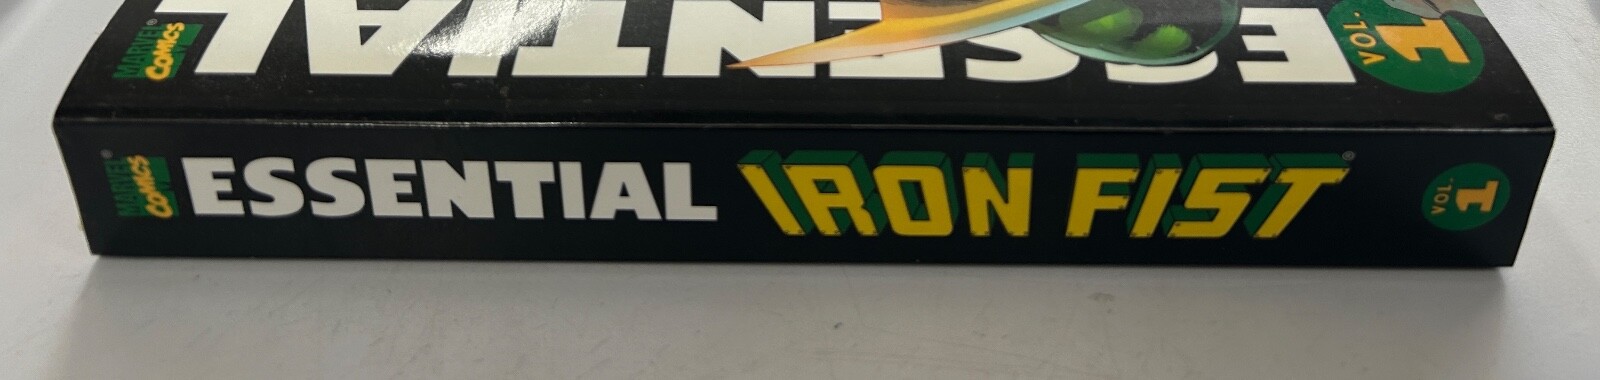 MARVEL®
COMICS
ESSENTIAL
VOL.
1
MARVEL®
COMICS
ESSENTIAL
IRON FIST®
VOL.
1